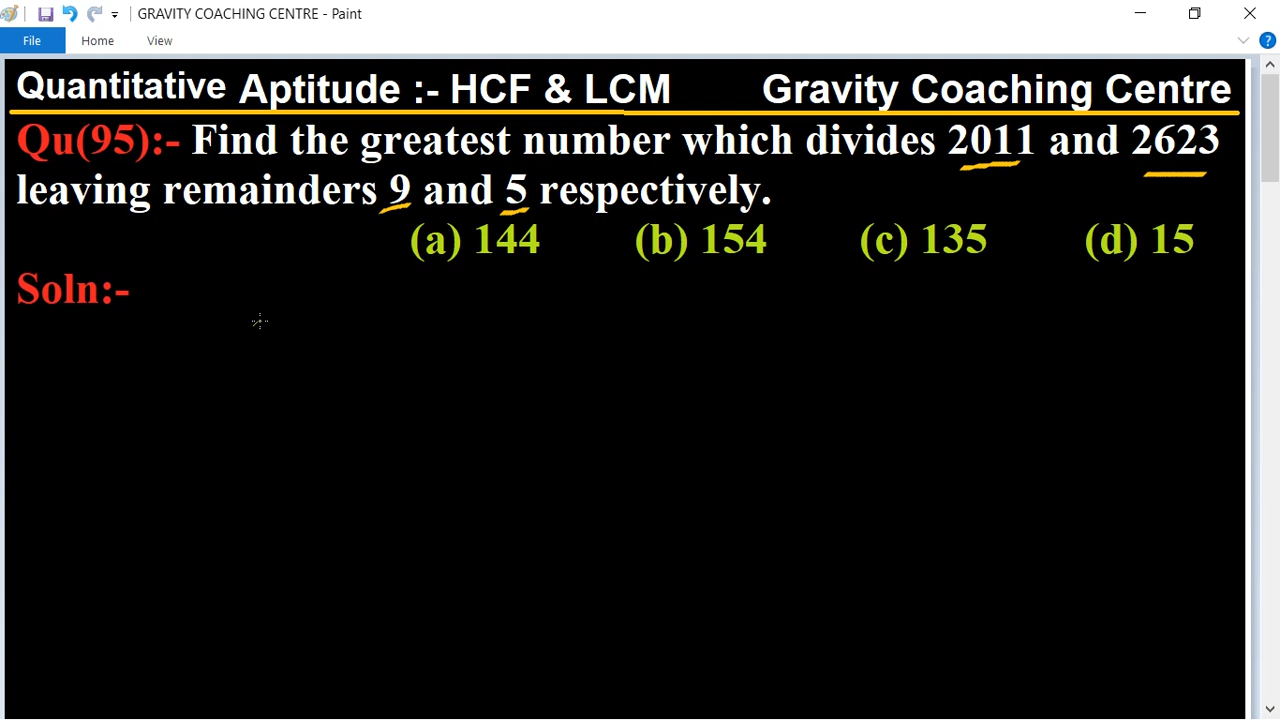 GRAVITY COACHING CENTRE - Paint
File Home View
Quantitative Aptitude :- HCF & LCM Gravity Coaching Centre
Qu(95):- Find the greatest number which divides 2011 and 2623
leaving remainders 9 and 5 respectively.
(a) 144 (b) 154 (c) 135 (d) 15
Soln:-